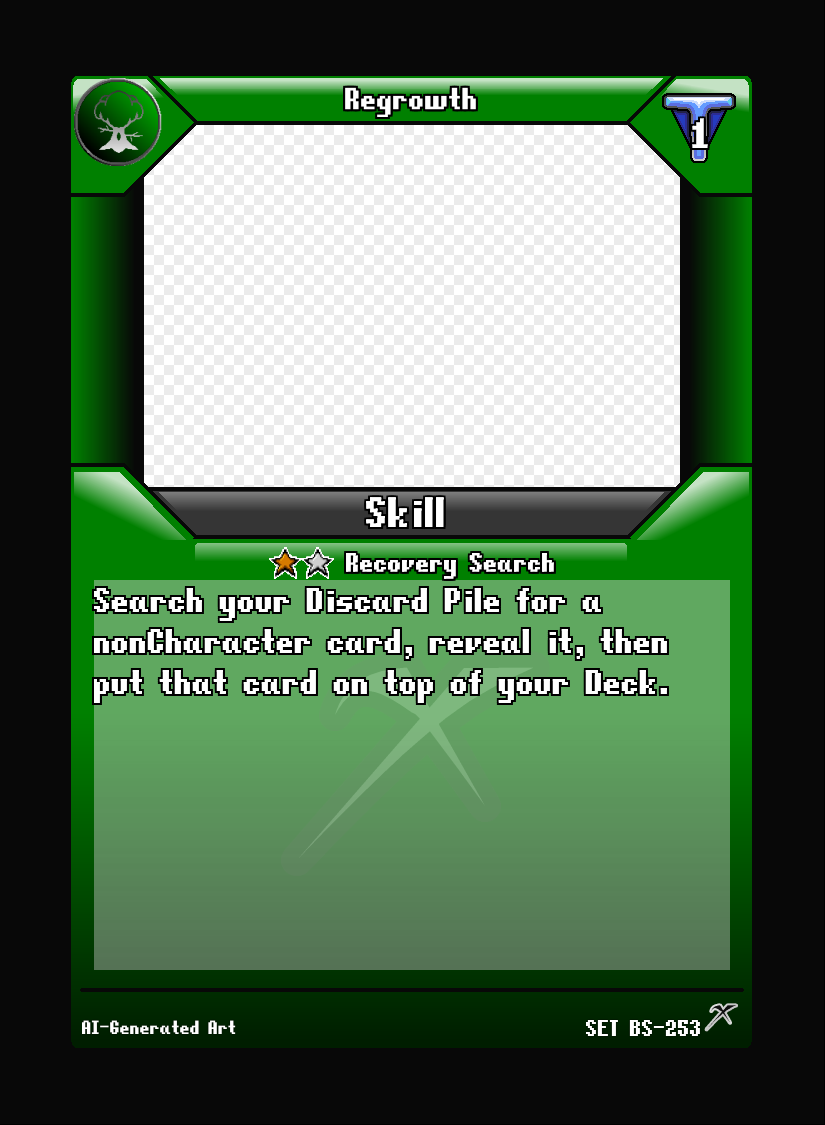 Regrowth
1
Skill
Recovery Search
Search your Discard Pile for a
nonCharacter card, reveal it, then
put that card on top of your Deck.
AI-Generated Art
SET BS-253